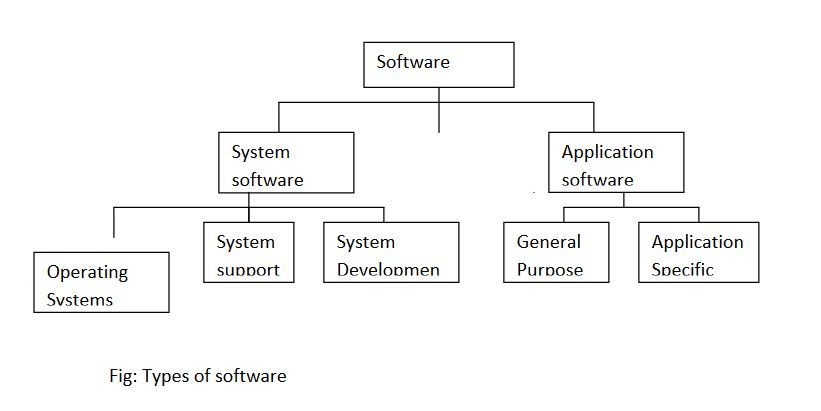 Software
System
software
Application
software
Operating
Systems
System
support
System
Developmen
General
Purpose
Application
Specific
Fig: Types of software